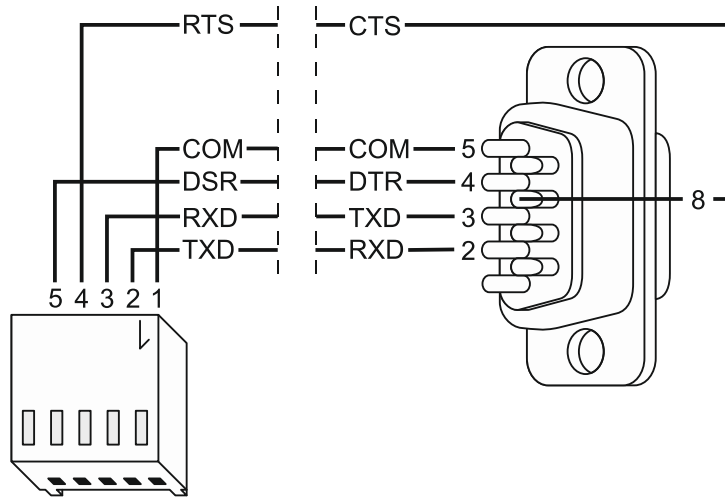 RTS CTS
COM COM 5
DSR DTR 4
8
RXD TXD 3
TXD RXD 2
5 4 3 2 1